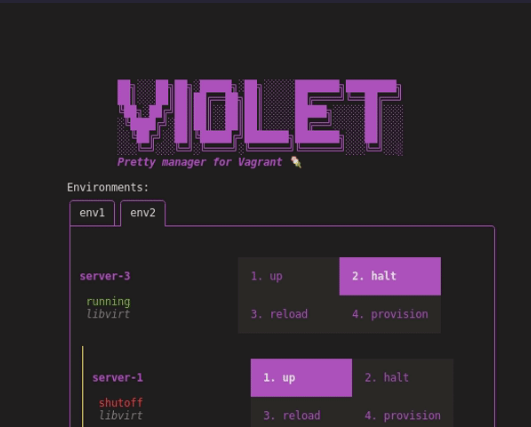 VIOLET
Pretty manager for Vagrant
Environments:
env1 env2
server-3 1. up 2. halt
running
libvirt 3. reload 4. provision
server-1 1. up 2. halt
shutoff
libvirt 3. reload 4. provision